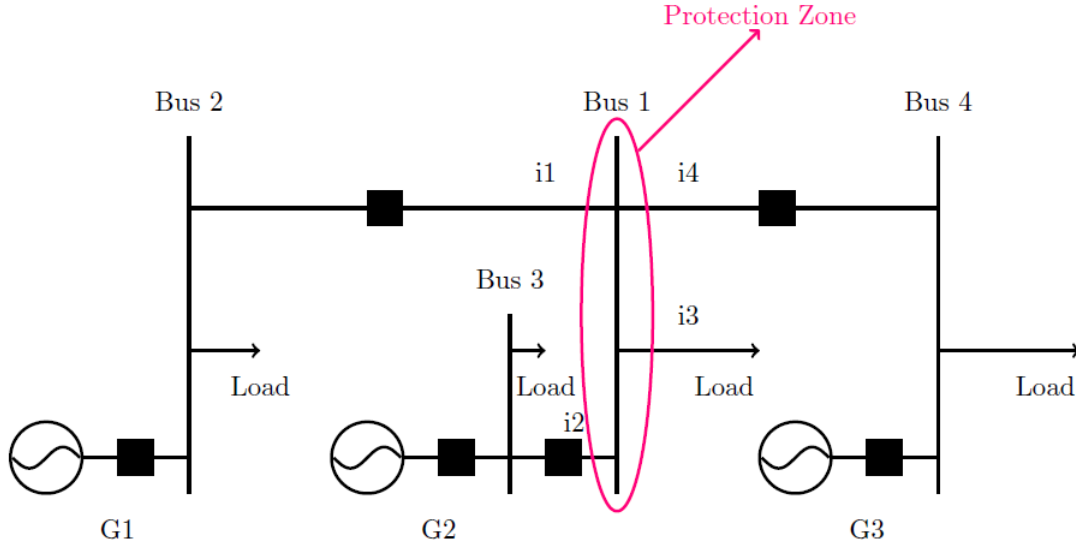 Protection Zone
Bus 2
Bus 1
Bus 4
i1
i4
Bus 3
i3
Load
Load
Load
Load
i2
G1
G2
G3